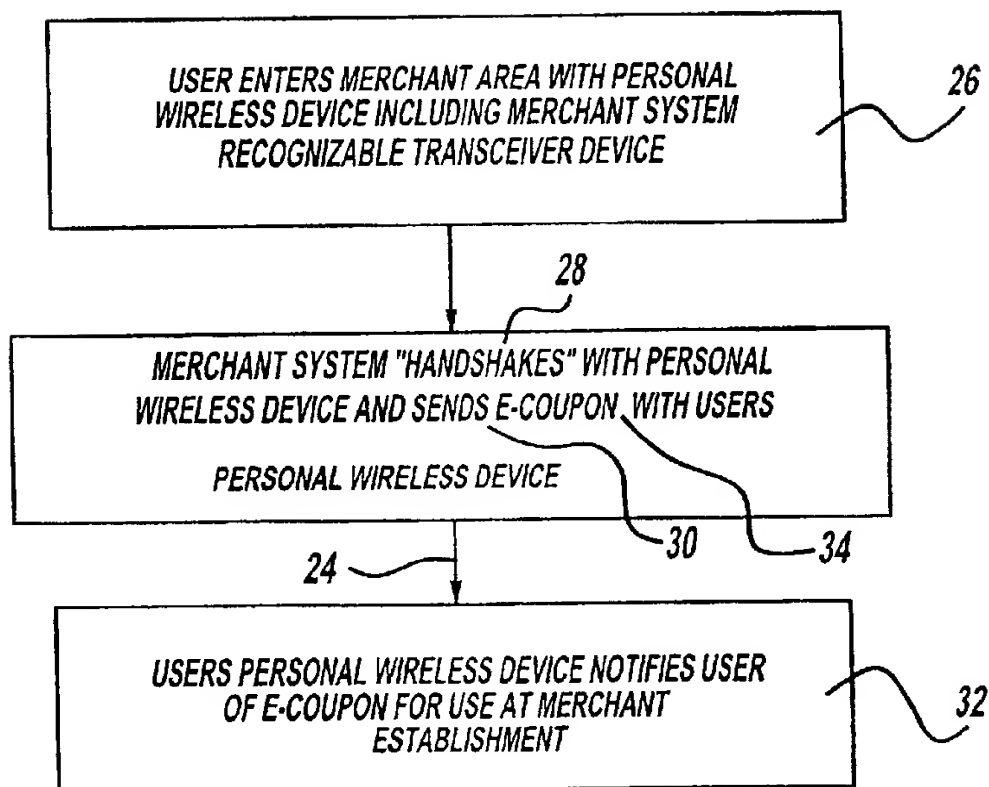 USER ENTERS MERCHANT AREA WITH PERSONAL
WIRELESS DEVICE INCLUDING MERCHANT SYSTEM
RECOGNIZABLE TRANSCEIVER DEVICE
26
28
MERCHANT SYSTEM "HANDSHAKES" WITH PERSONAL
WIRELESS DEVICE AND SENDS E-COUPON WITH USERS
PERSONAL WIRELESS DEVICE
30
34
24
USERS PERSONAL WIRELESS DEVICE NOTIFIES USER
OF E-COUPON FOR USE AT MERCHANT
ESTABLISHMENT
32